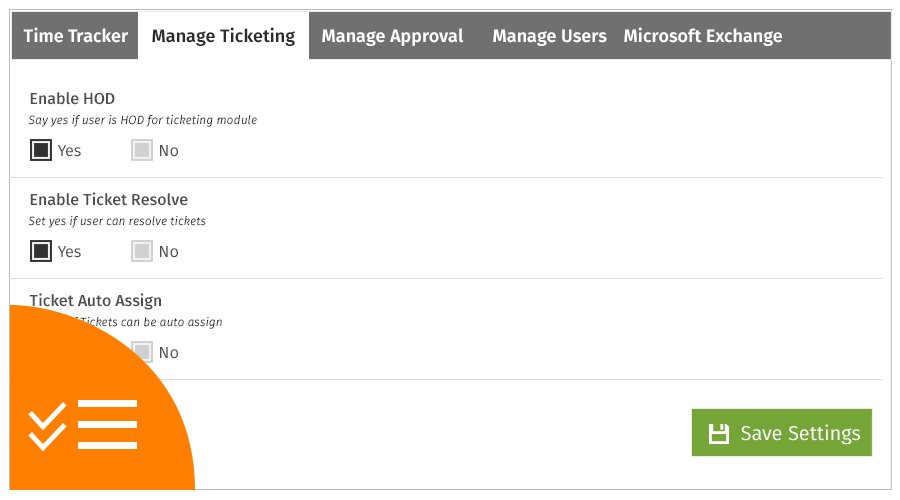 Time Tracker Manage Ticketing Manage Approval Manage Users Microsoft Exchange
Enable HOD
Say yes if user is HOD for ticketing module
Yes No
Enable Ticket Resolve
Set yes if user can resolve tickets
Yes No
Ticket Auto Assign
Tickets can be auto assign
No
Save Settings